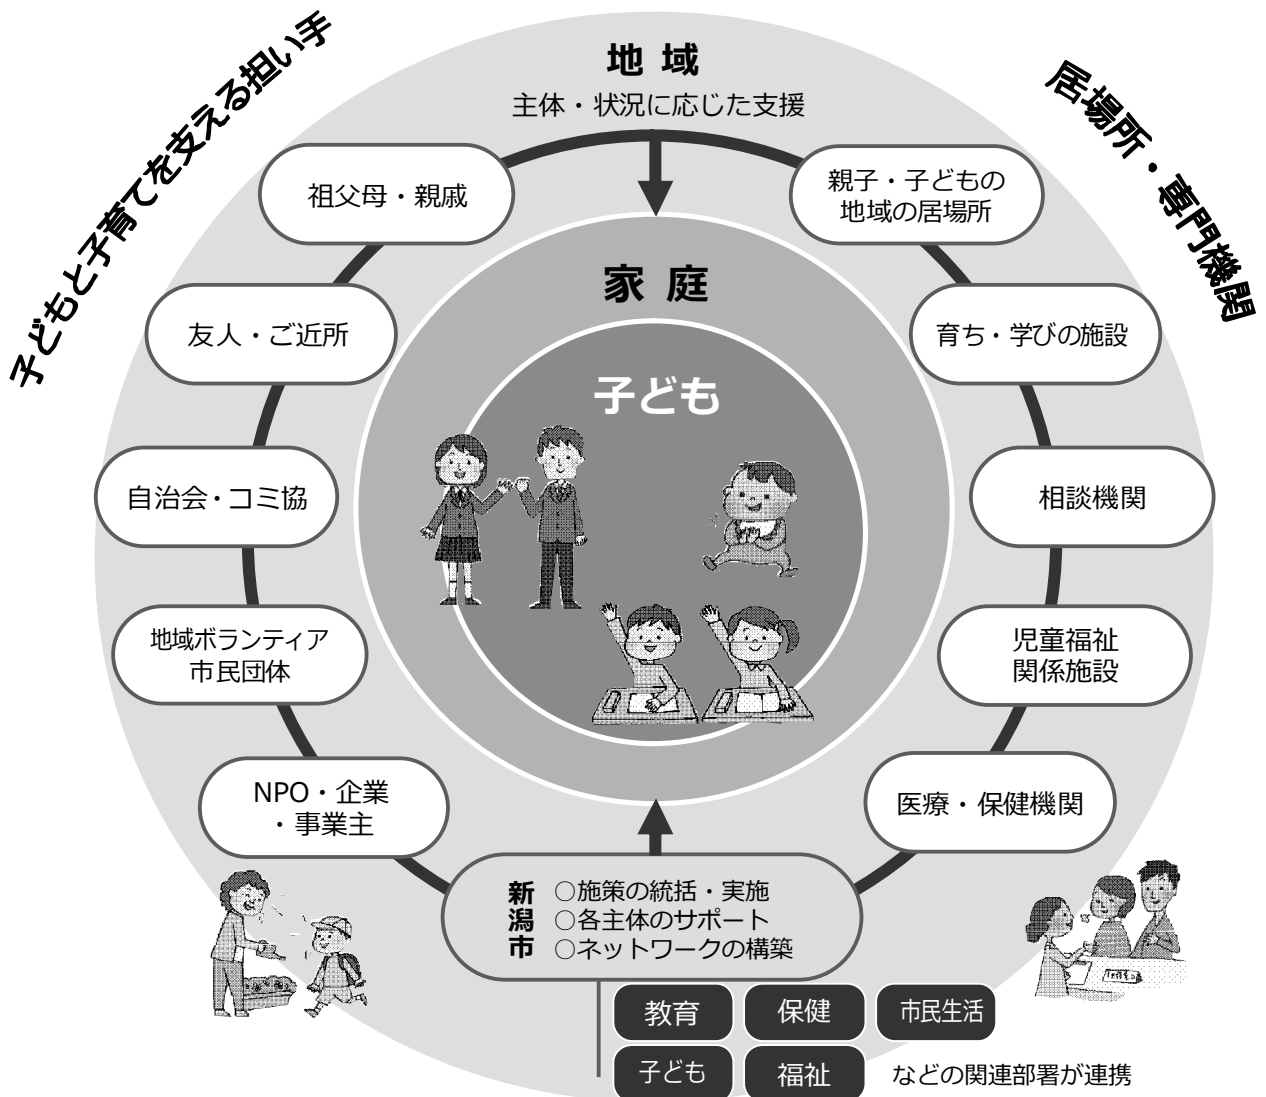 子どもと子育てを支える担い手
居場所・専門機関
地域
主体・状況に応じた支援
祖父母・親戚
友人・ご近所
自治会・コミ協
地域ボランティア
市民団体
NPO・企業
・事業主
親子・子どもの
地域の居場所
育ち・学びの施設
相談機関
児童福祉
関係施設
医療・保健機関
家庭
子ども
新潟市
○施策の統括・実施
○各主体のサポート
○ネットワークの構築
教育
保健
市民生活
子ども
福祉
などの関連部署が連携